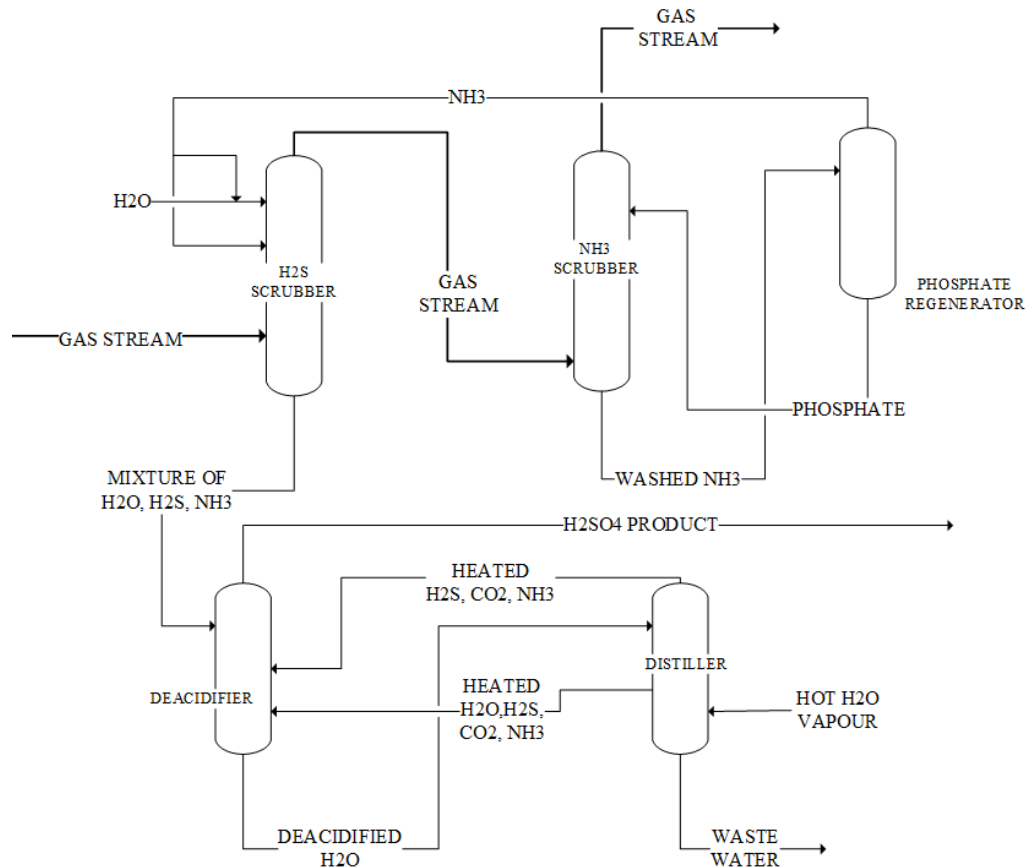 GAS
STREAM
NH3
H2O
H2S
SCRUBBER
NH3
SCRUBBER
GAS
STREAM
PHOSPHATE
REGENERATOR
GAS STREAM
PHOSPHATE
MIXTURE OF
H2O, H2S, NH3
WASHED NH3
H2SO4 PRODUCT
HEATED
H2S, CO2, NH3
DISTILLER
DEACIDIFIER
HEATED
H2O,H2S,
CO2, NH3
HOT H2O
VAPOUR
DEACIDIFIED
H2O
WASTE
WATER